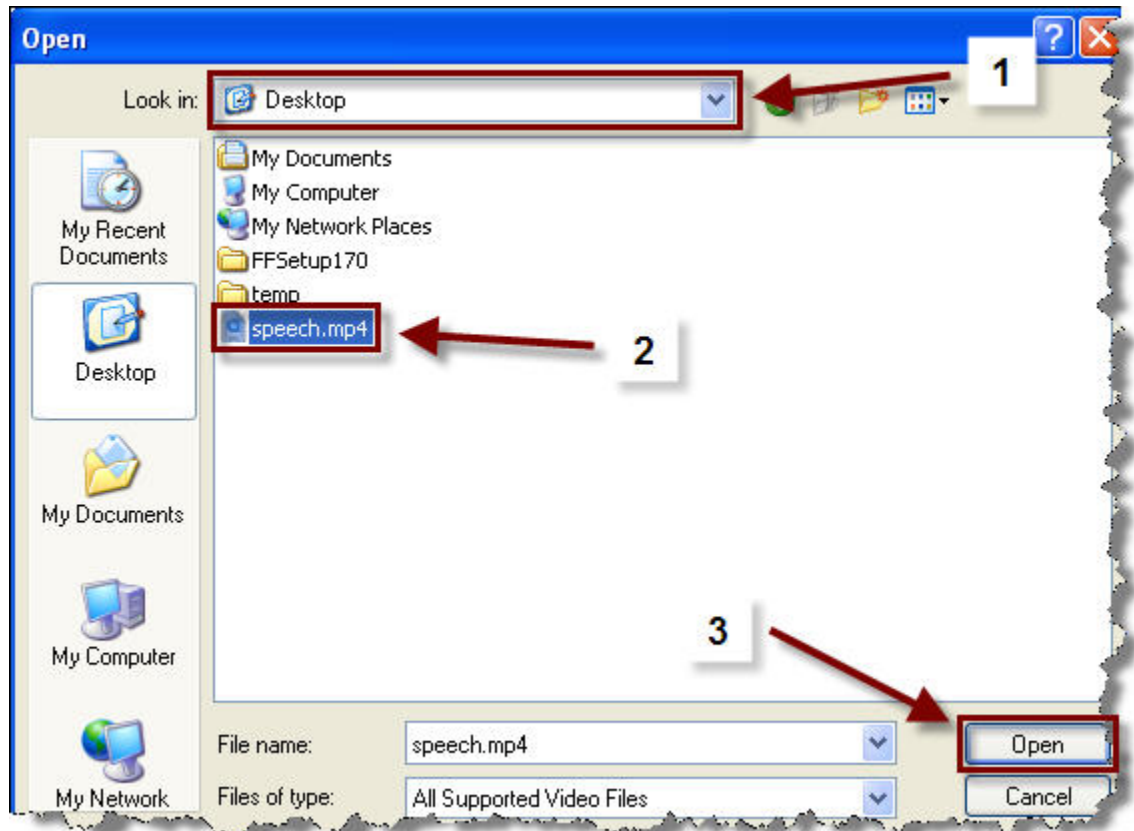 Open
1
Look in:
Desktop
My Documents
My Computer
My Network Places
FFSetup170
temp
speech.mp4
2
My Recent
Documents
Desktop
My Documents
My Computer
My Network
3
File name:
speech.mp4
Open
Files of type:
All Supported Video Files
Cancel